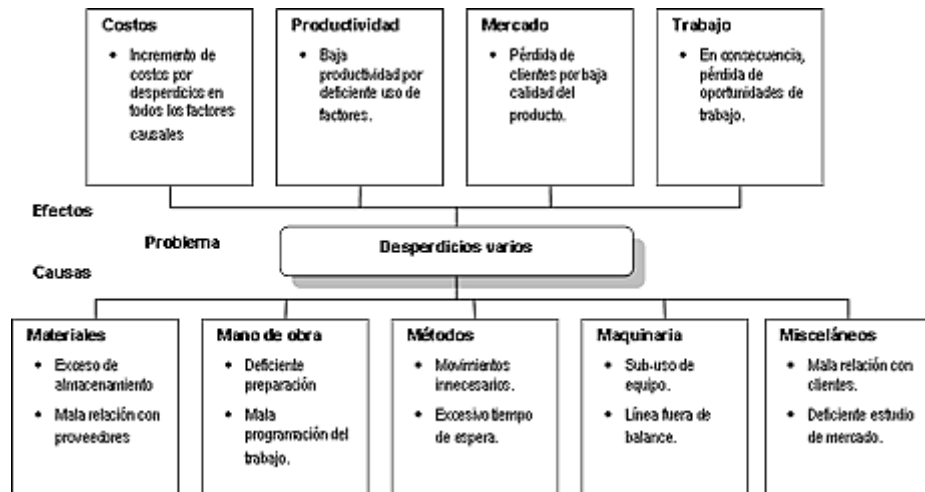 Costos
• Incremento de
costos por
desperdicios en
todos los factores
causales
Productividad
• Baja
productividad por
deficiente uso de
factores.
Mercado
• Pérdida de
clientes por baja
calidad del
producto.
Trabajo
• En consecuencia,
pérdida de
oportunidades de
trabajo.
Efectos
Problema
Desperdicios varios
Causas
Materiales
• Exceso de
almacenamiento
• Mala relación con
proveedores
Mano de obra
• Deficiente
preparación
• Mala
programación del
trabajo.
Métodos
• Movimientos
innecesarios.
• Excesivo tiempo
de espera.
Maquinaria
• Sub-uso de
equipo.
• Línea fuera de
balance.
Misceláneos
• Mala relación con
clientes.
• Deficiente estudio
de mercado.